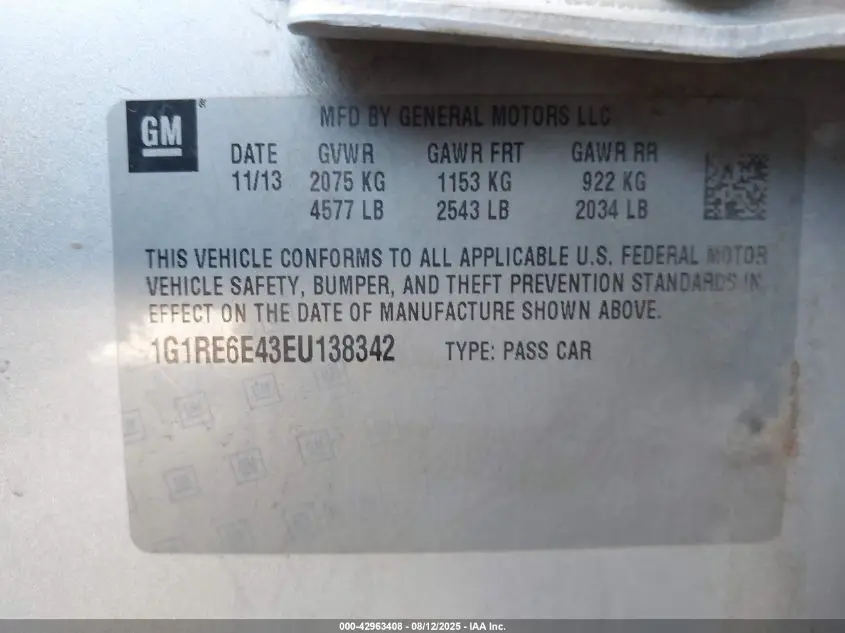 GM ®
MFD BY GENERAL MOTORS LLC
DATE GVWR GAWR FRT GAWR RR
11/13 2075 KG 1153 KG 922 KG
4577 LB 2543 LB 2034 LB
THIS VEHICLE CONFORMS TO ALL APPLICABLE U.S. FEDERAL MOTOR
VEHICLE SAFETY, BUMPER, AND THEFT PREVENTION STANDARDS IN
EFFECT ON THE DATE OF MANUFACTURE SHOWN ABOVE.
1G1RE6E43EU138342 TYPE: PASS CAR
000-42963408 - 08/12/2025 - IAA Inc.